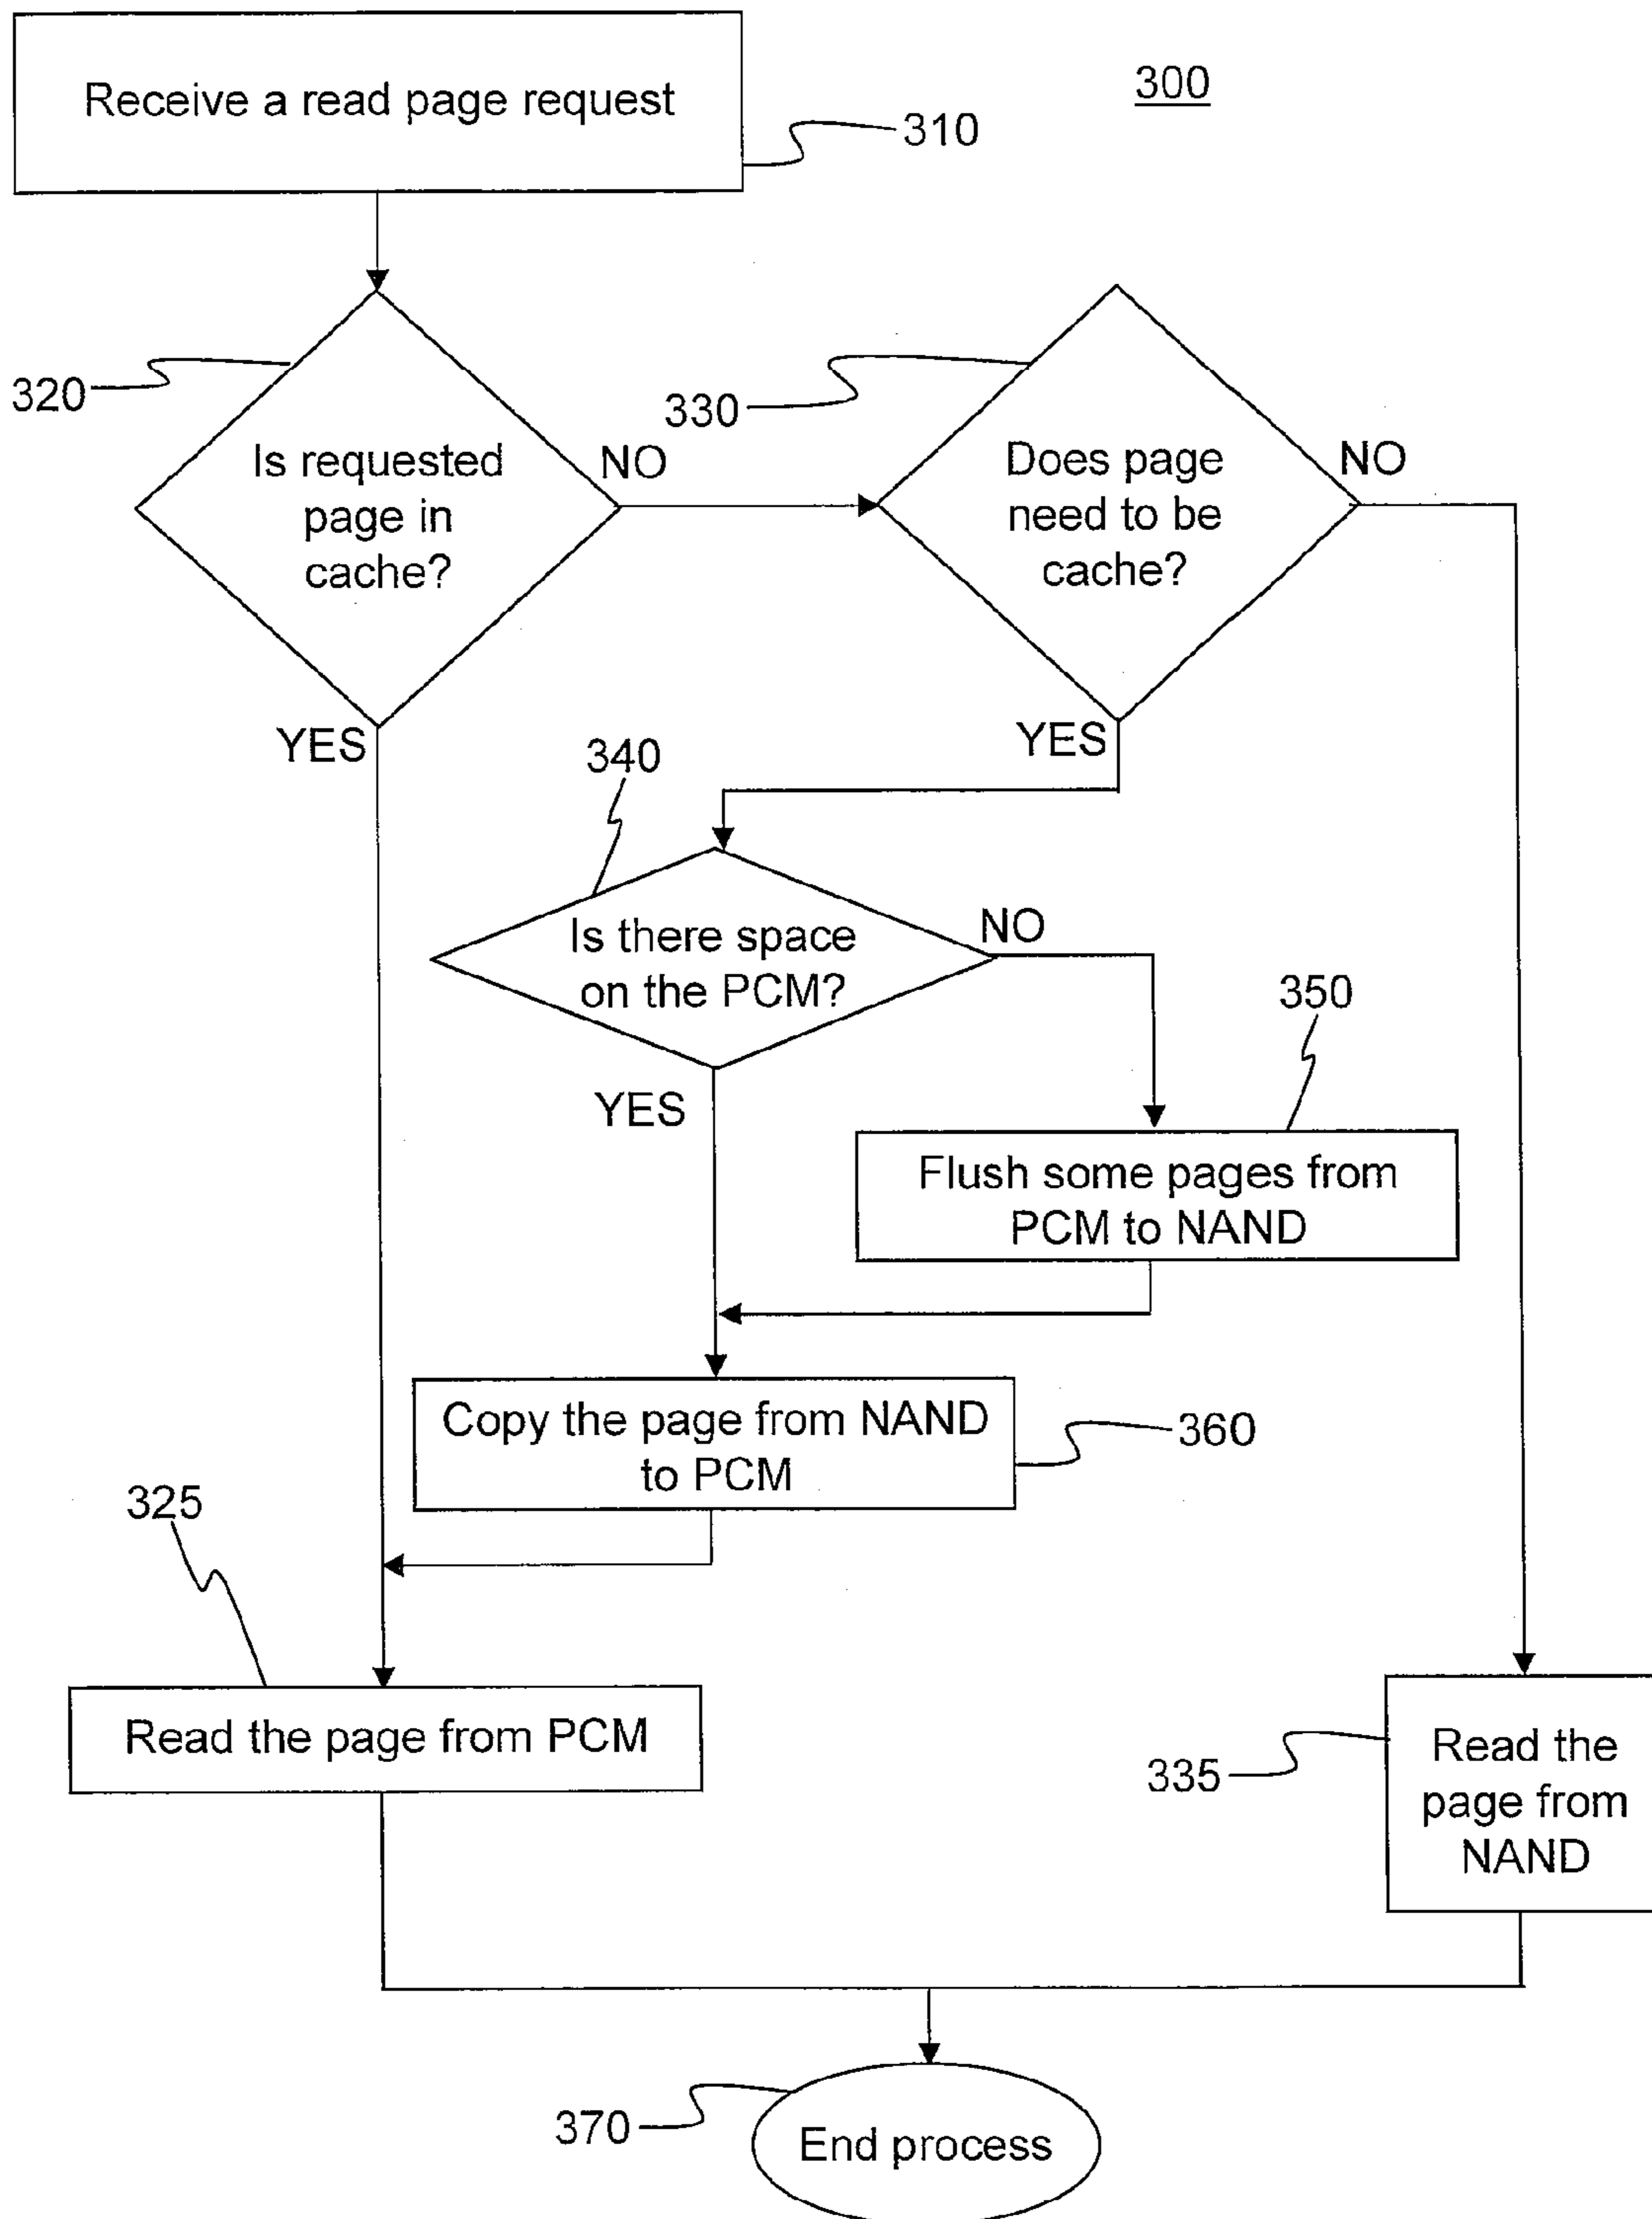 Receive a read page request
300
310
320
Is requested
page in
cache?
NO
330
Does page
need to be
cache?
NO
YES
YES
340
Is there space
on the PCM?
NO
350
YES
Flush some pages from
PCM to NAND
Copy the page from NAND
to PCM
360
325
Read the page from PCM
335
Read the
page from
NAND
370
End process